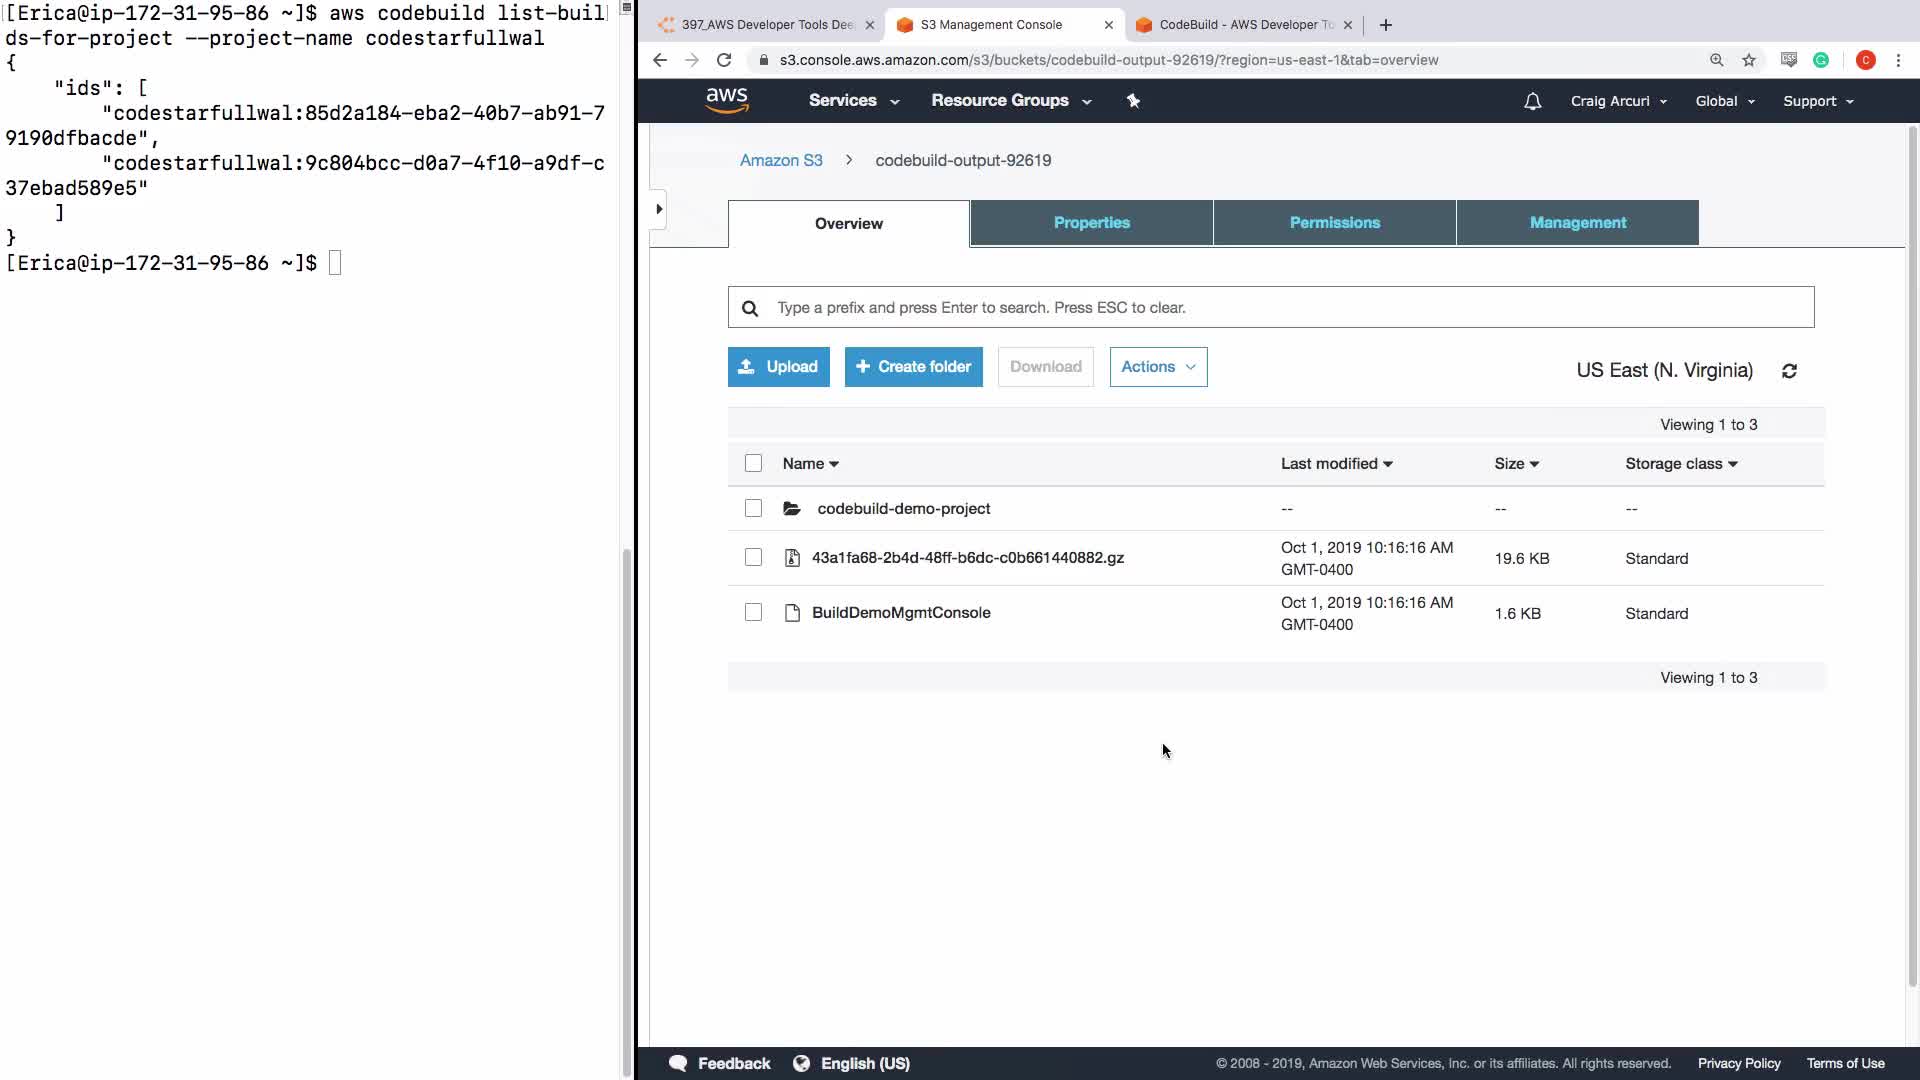 [Erica@ip-172-31-95-86 ~]$ aws codebuild list-buil
ds-for-project --project-name codestarfullwal
{
    "ids": [
        "codestarfullwal:85d2a184-eba2-40b7-ab91-7
9190dfbacde",
        "codestarfullwal:9c804bcc-d0a7-4f10-a9df-c
37ebad589e5"
    ]
}
[Erica@ip-172-31-95-86 ~]$
397_AWS Developer Tools Dee
S3 Management Console
CodeBuild - AWS Developer To
s3.console.aws.amazon.com/s3/buckets/codebuild-output-92619/?region=us-east-1&tab=overview
C
aws Services Resource Groups Craig Arcuri Global Support
Amazon S3 > codebuild-output-92619
Overview Properties Permissions Management
Type a prefix and press Enter to search. Press ESC to clear.
Upload + Create folder Download Actions US East (N. Virginia)
Viewing 1 to 3
Name Last modified Size Storage class
codebuild-demo-project -- -- --
43a1fa68-2b4d-48ff-b6dc-c0b661440882.gz Oct 1, 2019 10:16:16 AM GMT-0400 19.6 KB Standard
BuildDemoMgmtConsole Oct 1, 2019 10:16:16 AM GMT-0400 1.6 KB Standard
Viewing 1 to 3
Feedback English (US) © 2008 - 2019, Amazon Web Services, Inc. or its affiliates. All rights reserved. Privacy Policy Terms of Use